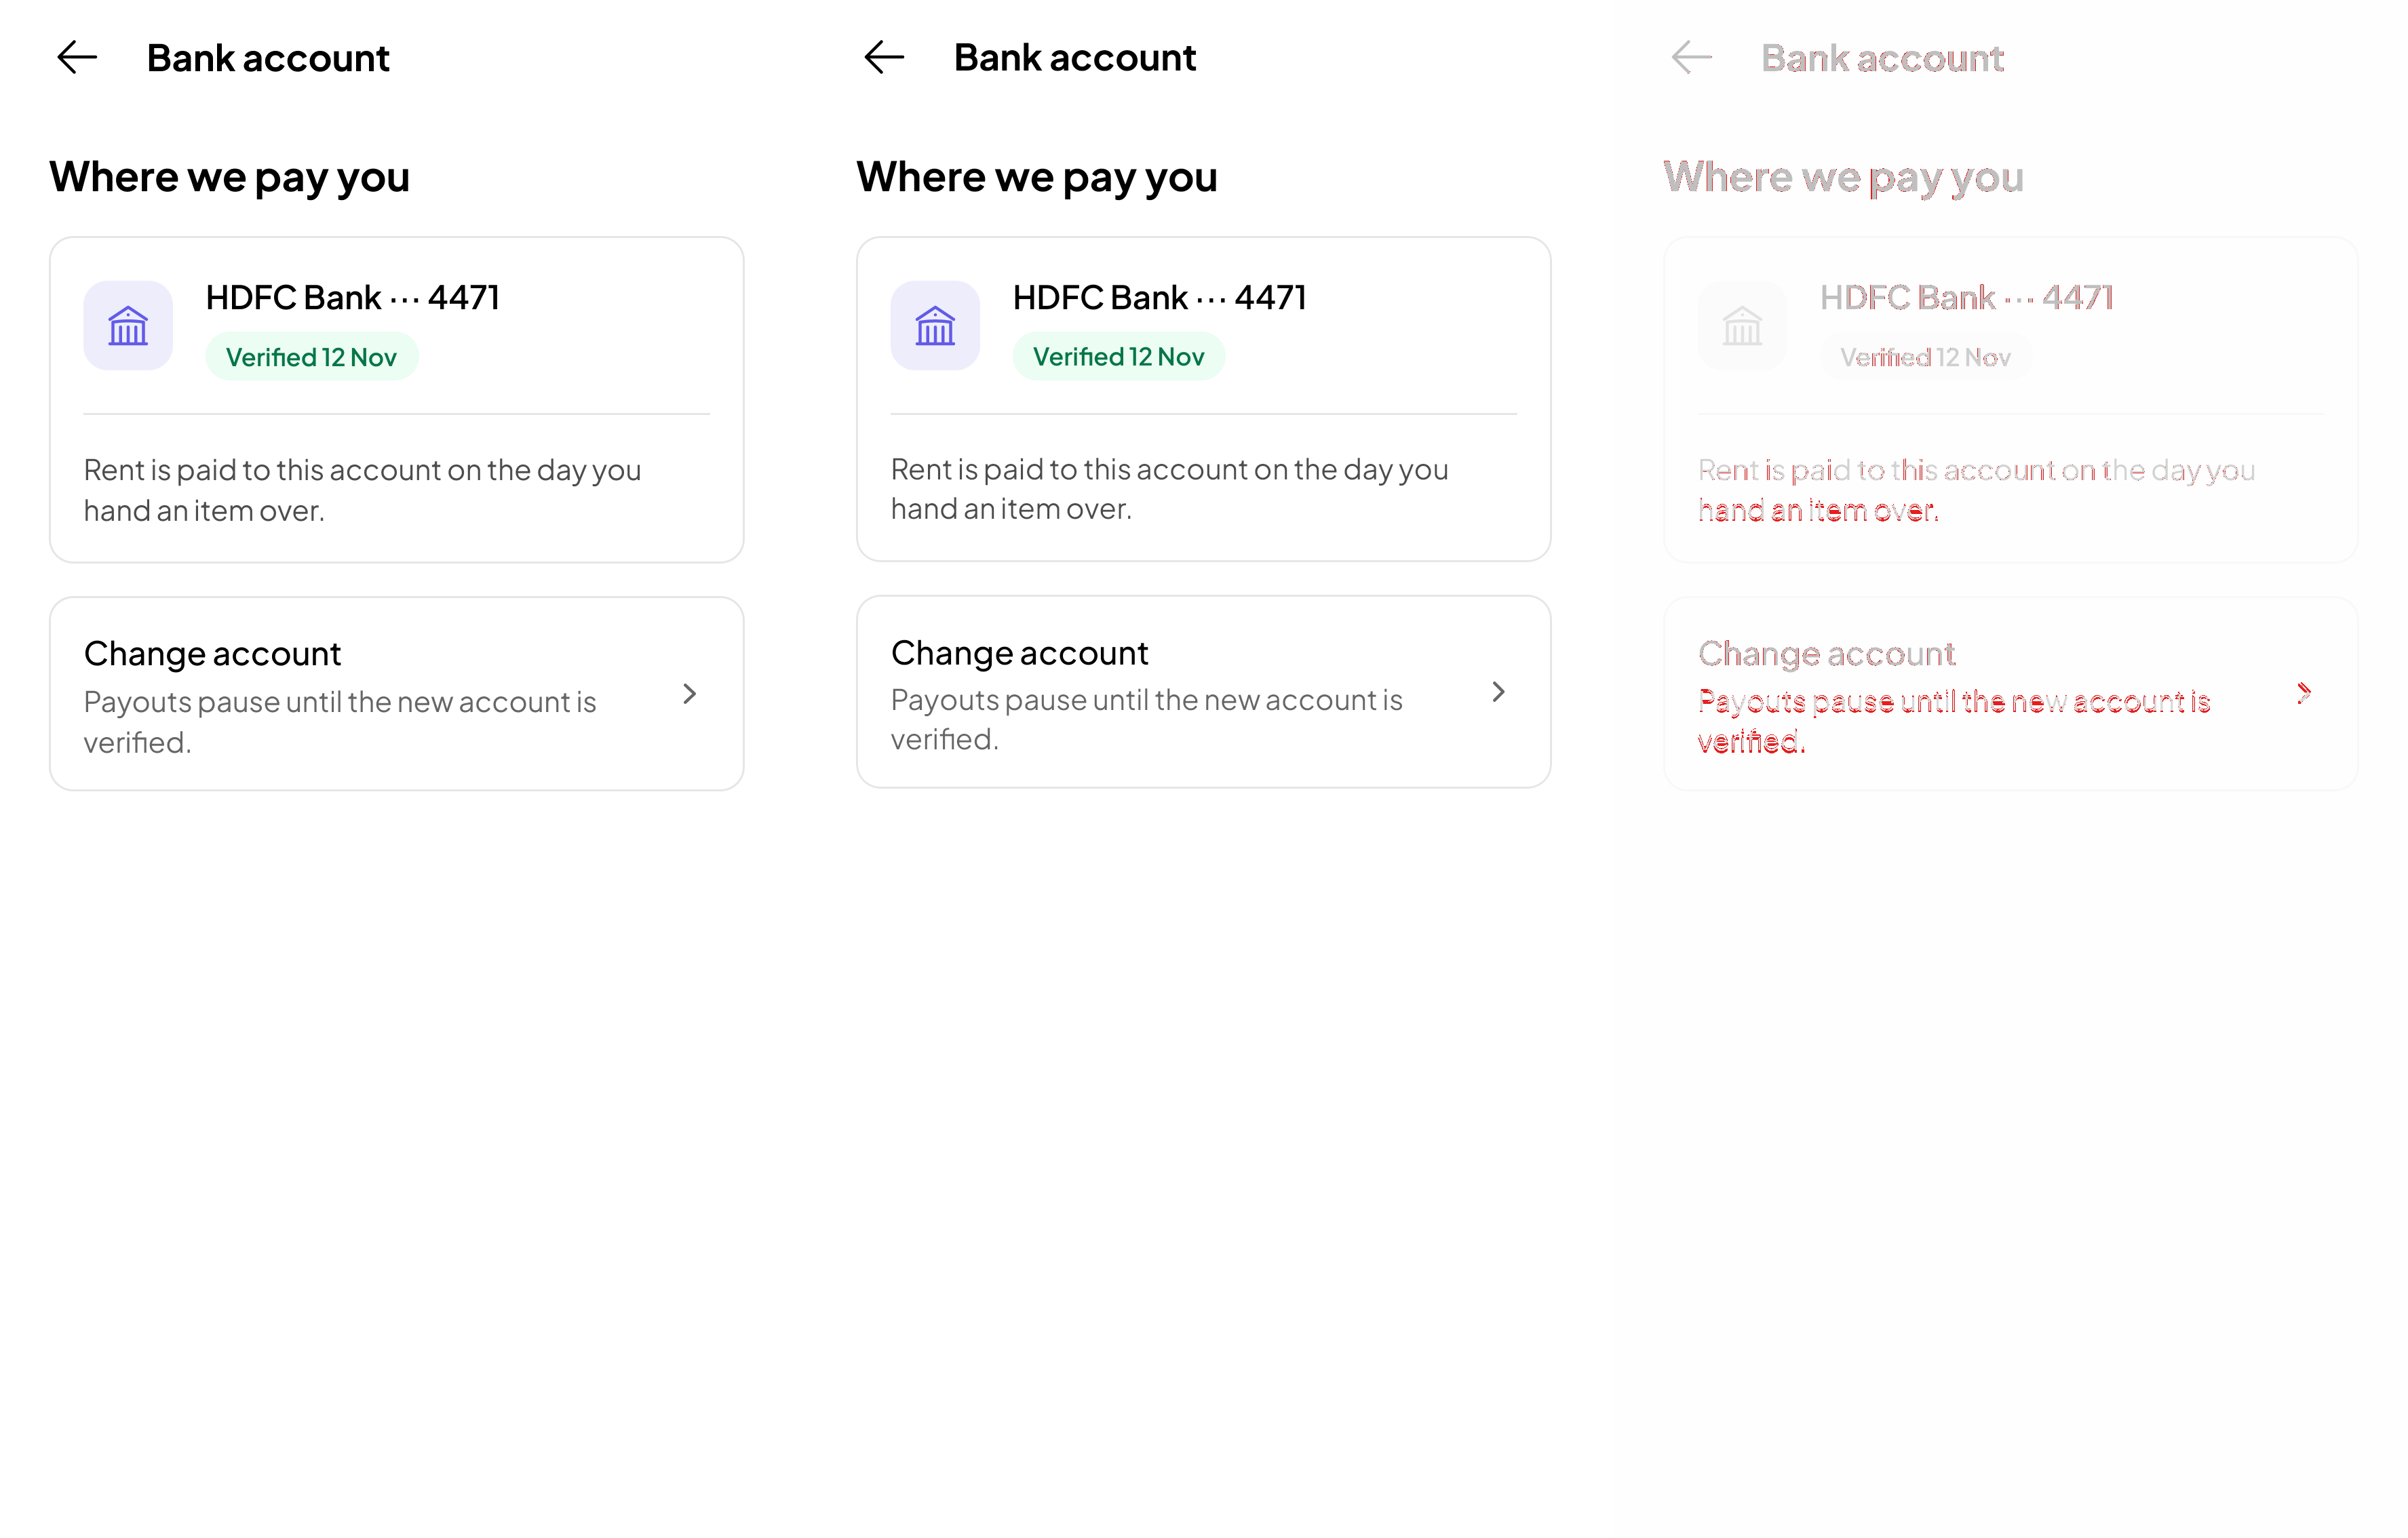 Bank account
Where we pay you
HDFC Bank ··· 4471
Verified 12 Nov
Rent is paid to this account on the day you
hand an item over.
Change account
Payouts pause until the new account is
verified.
Bank account
Where we pay you
HDFC Bank ··· 4471
Verified 12 Nov
Rent is paid to this account on the day you
hand an item over.
Change account
Payouts pause until the new account is
verified.
Bank account
Where we pay you
HDFC Bank ··· 4471
Verified 12 Nov
Rent is paid to this account on the day you
hand an item over.
Change account
Payouts pause until the new account is
verified.